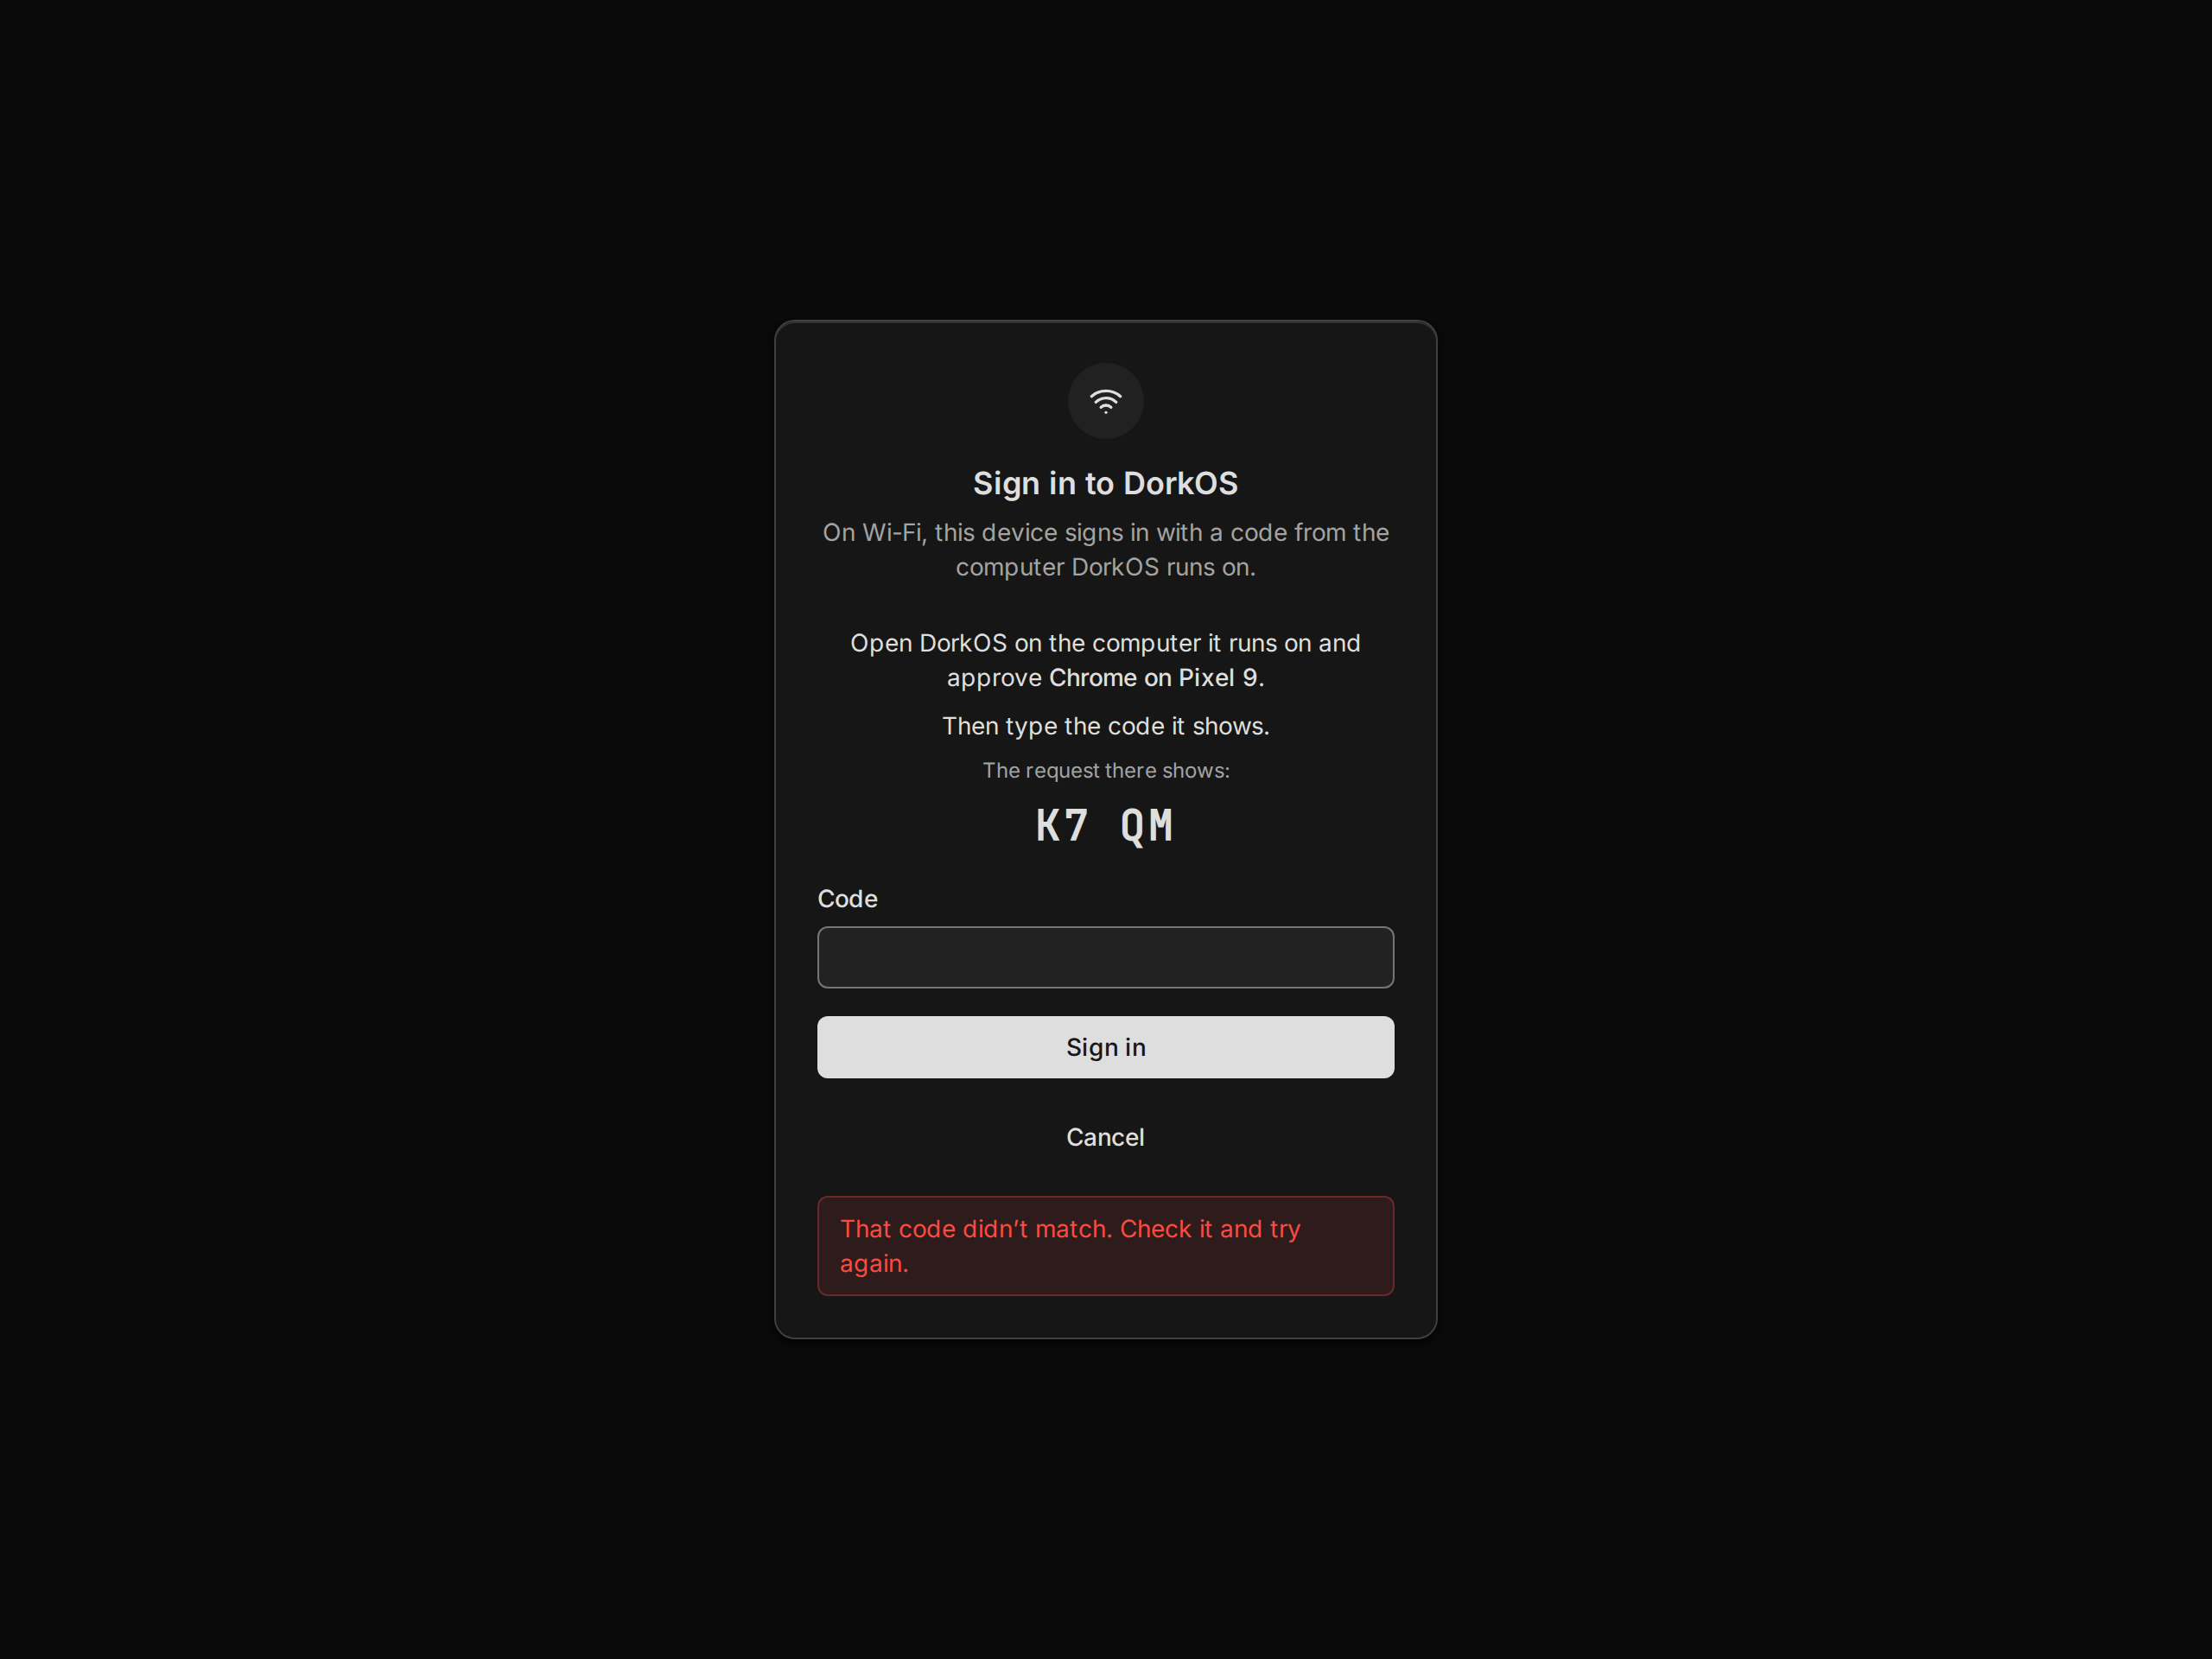 Sign in to DorkOS
On Wi-Fi, this device signs in with a code from the
computer DorkOS runs on.
Open DorkOS on the computer it runs on and
approve Chrome on Pixel 9.
Then type the code it shows.
The request there shows:
K7 QM
Code
Sign in
Cancel
That code didn’t match. Check it and try
again.